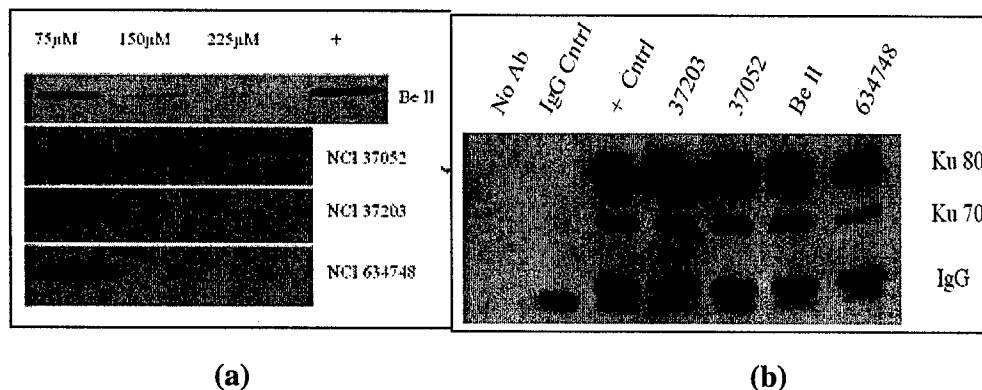 75µM 150µM 225µM +
Be II
NCI 37052
NCI 37203
NCI 634748
(a)
No Ab
IgG Cntrl
+ Cntrl
37203
37052
Be II
634748
Ku 80
Ku 70
IgG
(b)